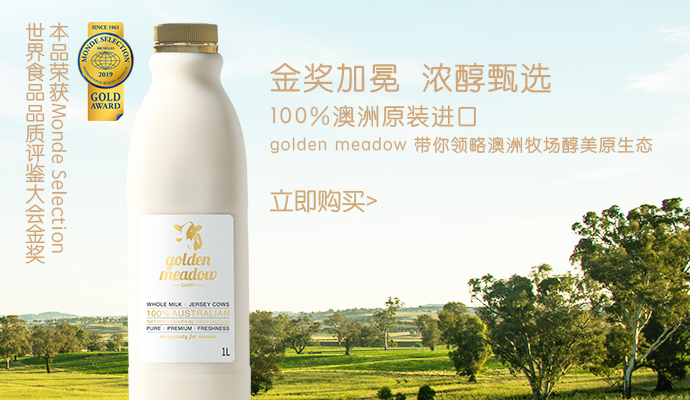 本品荣获Monde Selection
世界食品品质评鉴大会金奖
SINCE 1961
MONDE SELECTION
2019
GOLD
AWARD
金奖加冕 浓醇甄选
100%澳洲原装进口
golden meadow 带你领略澳洲牧场醇美原生态
立即购买>
golden
meadow
DAIRY
WHOLE MILK | JERSEY COWS
100% AUSTRALIAN
PURE | PREMIUM | FRESHNESS
1L